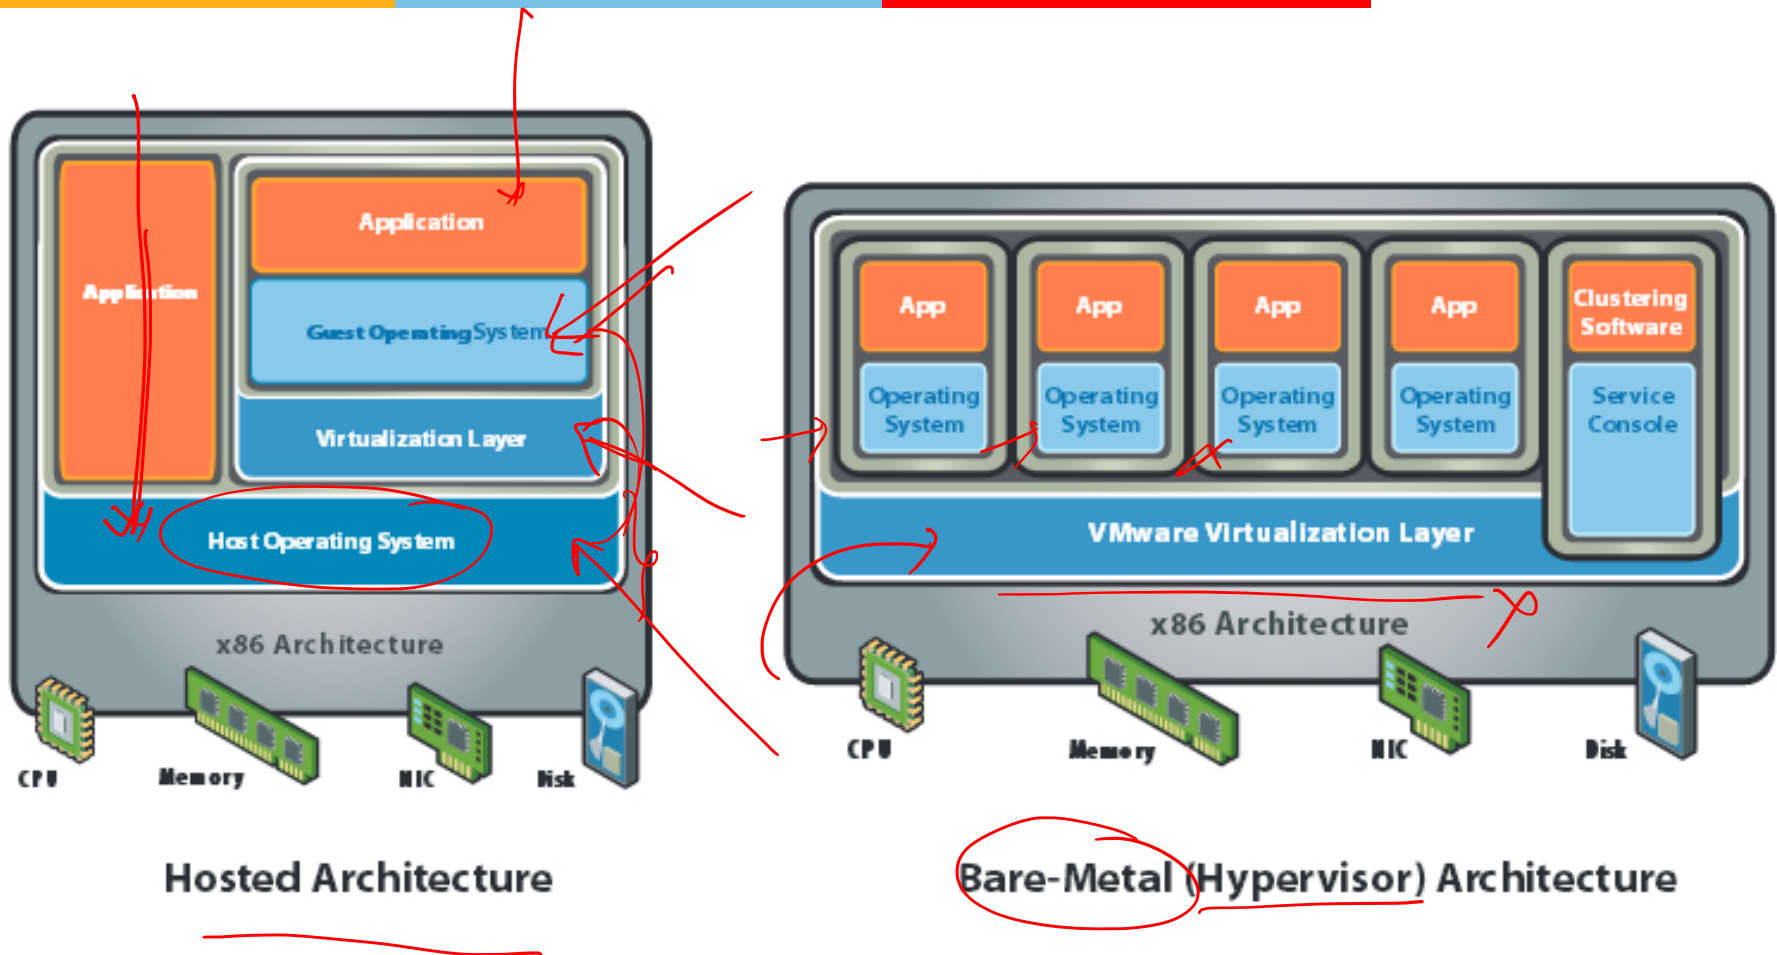 Application
Application
Guest Operating System
Virtualization Layer
Host Operating System
x86 Architecture
CPU
Memory
NIC
Disk
Hosted Architecture
App
App
App
App
Clustering
Software
Operating
System
Operating
System
Operating
System
Operating
System
Service
Console
VMware Virtualization Layer
x86 Architecture
CPU
Memory
NIC
Disk
Bare-Metal (Hypervisor) Architecture